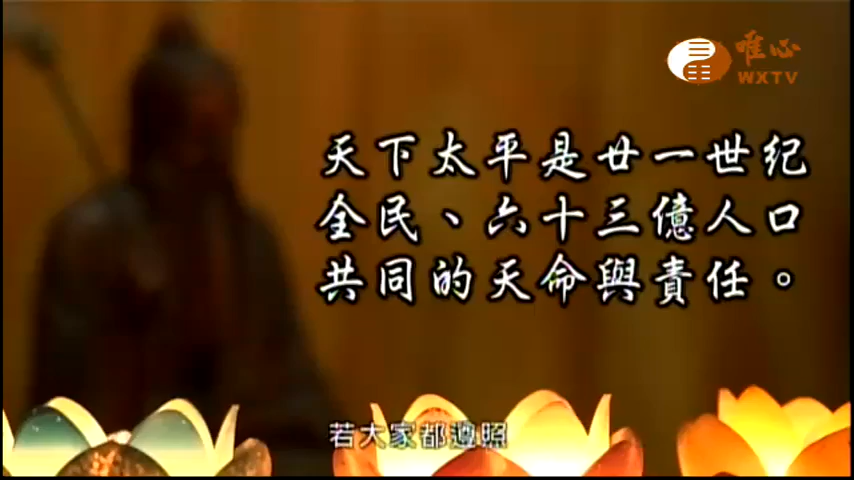 唯心
WXTV
天下太平是廿一世紀
全民、六十三億人口
共同的天命與責任。
若大家都遵照